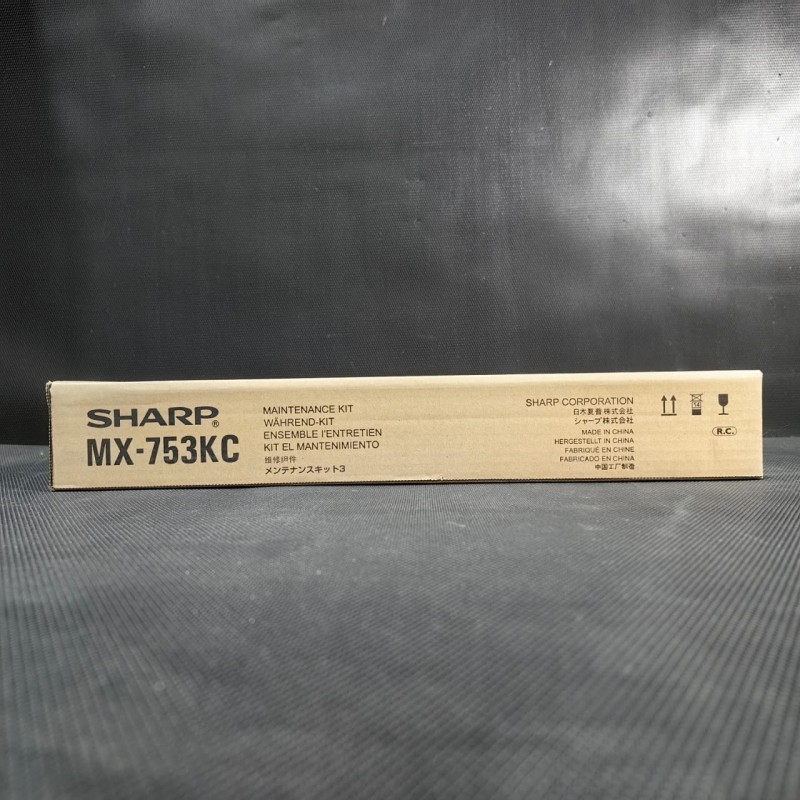 SHARP®
MX-753KC
MAINTENANCE KIT
WÄHREND-KIT
ENSEMBLE I'ENTRETIEN
KIT EL MANTENIMIENTO
维修护件
メンテナンスキット3
SHARP CORPORATION
日本夏普株式会社
シャープ株式会社
MADE IN CHINA
HERGESTELLT IN CHINA
FABRIQUÉ EN CHINE
FABRICADO EN CHINA
中国工厂制造
R.C.